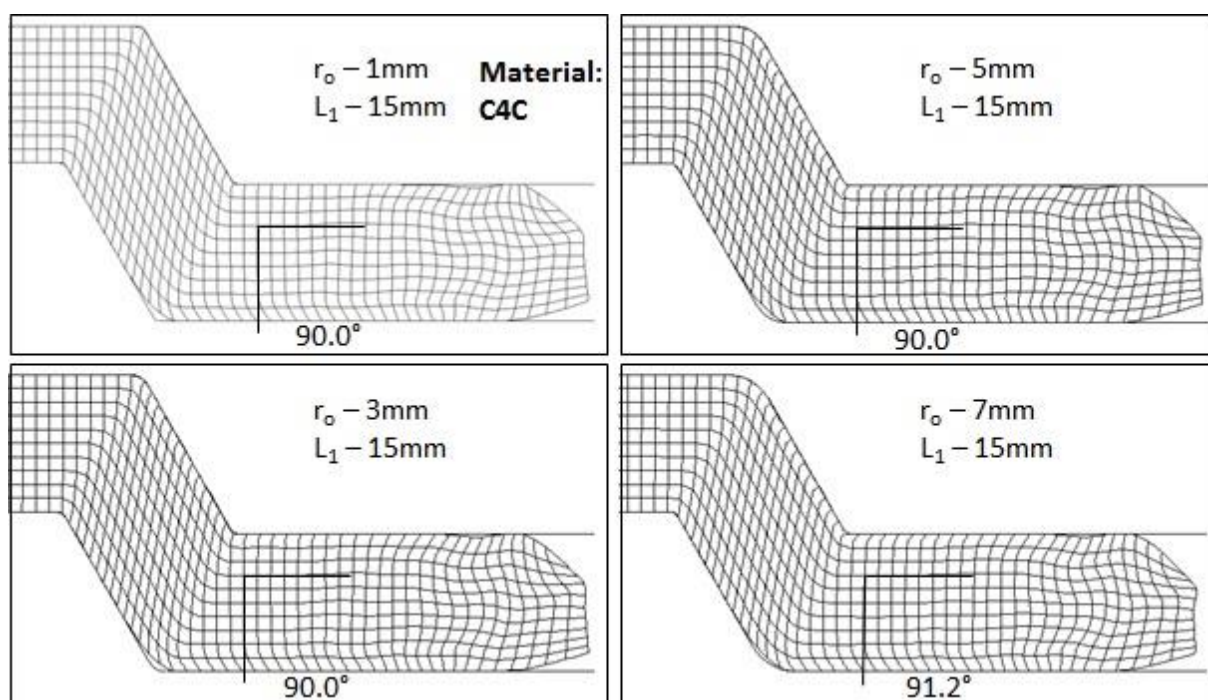 r₀ – 1mm
L₁ – 15mm
Material:
C4C
90.0°
r₀ – 5mm
L₁ – 15mm
90.0°
r₀ – 3mm
L₁ – 15mm
90.0°
r₀ – 7mm
L₁ – 15mm
91.2°